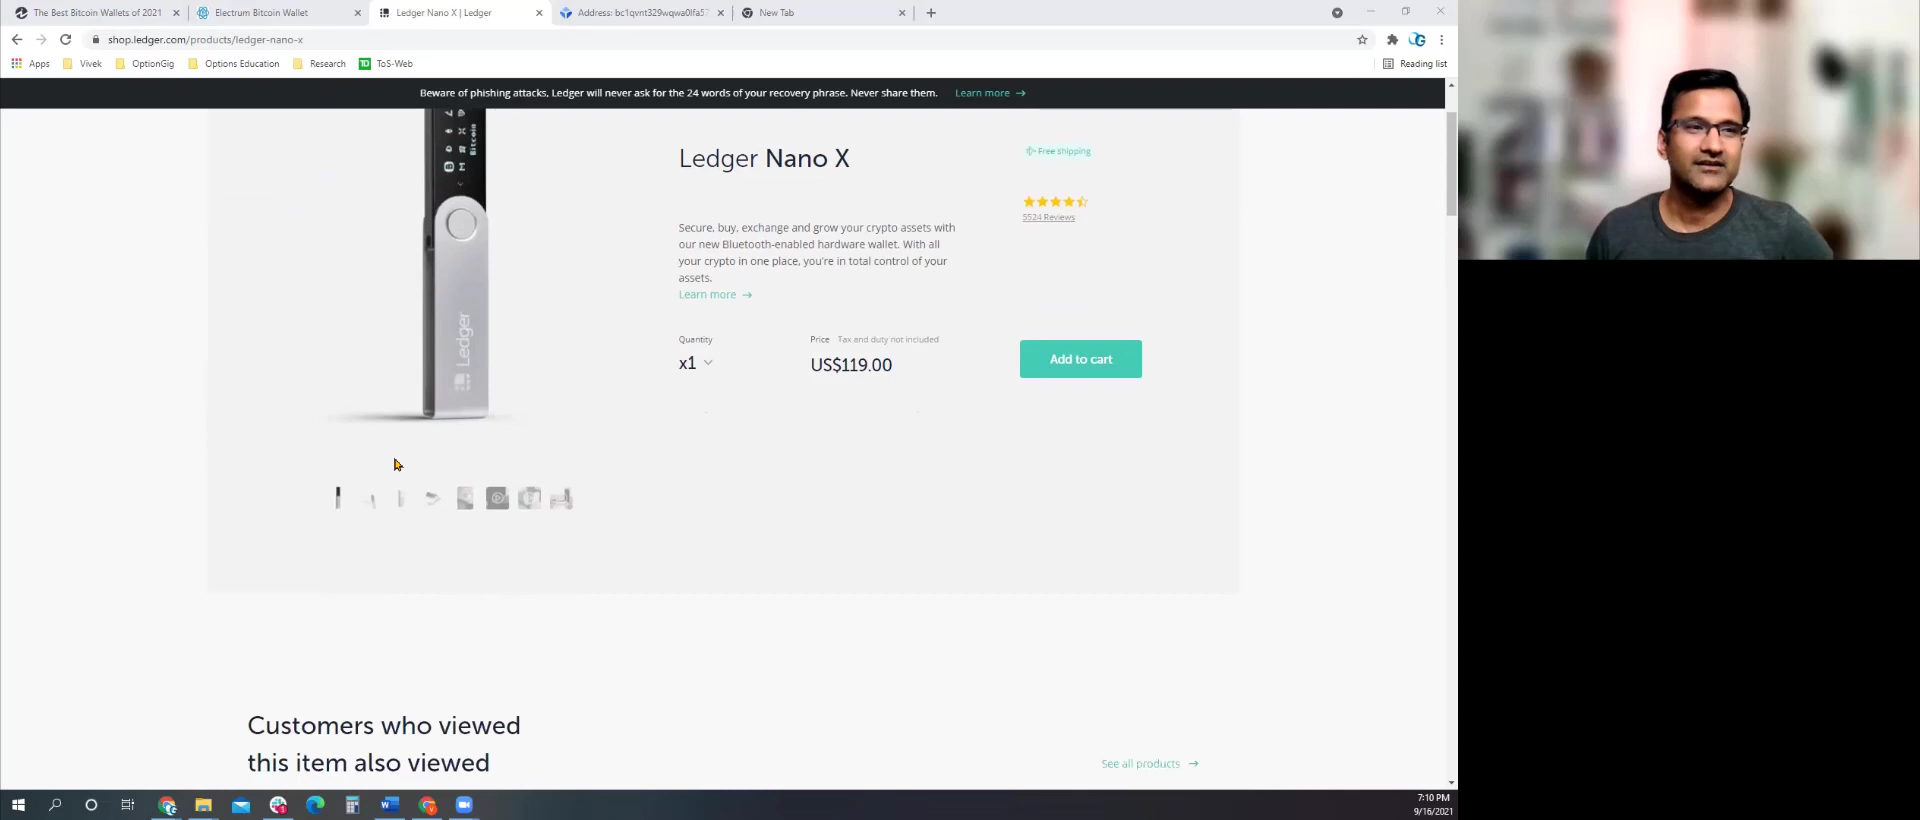 The Best Bitcoin Wallets of 2021
Electrum Bitcoin Wallet
Ledger Nano X | Ledger
Address: bc1qvnt329wqwa0lfa57
New Tab
shop.ledger.com/products/ledger-nano-x
Apps
Vivek
OptionGig
Options Education
Research
ToS-Web
Reading list
Beware of phishing attacks, Ledger will never ask for the 24 words of your recovery phrase. Never share them.
Learn more →
Bitcoin
Ledger
Ledger Nano X
Free shipping
5524 Reviews
Secure, buy, exchange and grow your crypto assets with
our new Bluetooth-enabled hardware wallet. With all
your crypto in one place, you're in total control of your
assets.
Learn more →
Quantity
Price Tax and duty not included
x1
US$119.00
Add to cart
Customers who viewed
this item also viewed
See all products →
7:10 PM
9/16/2021